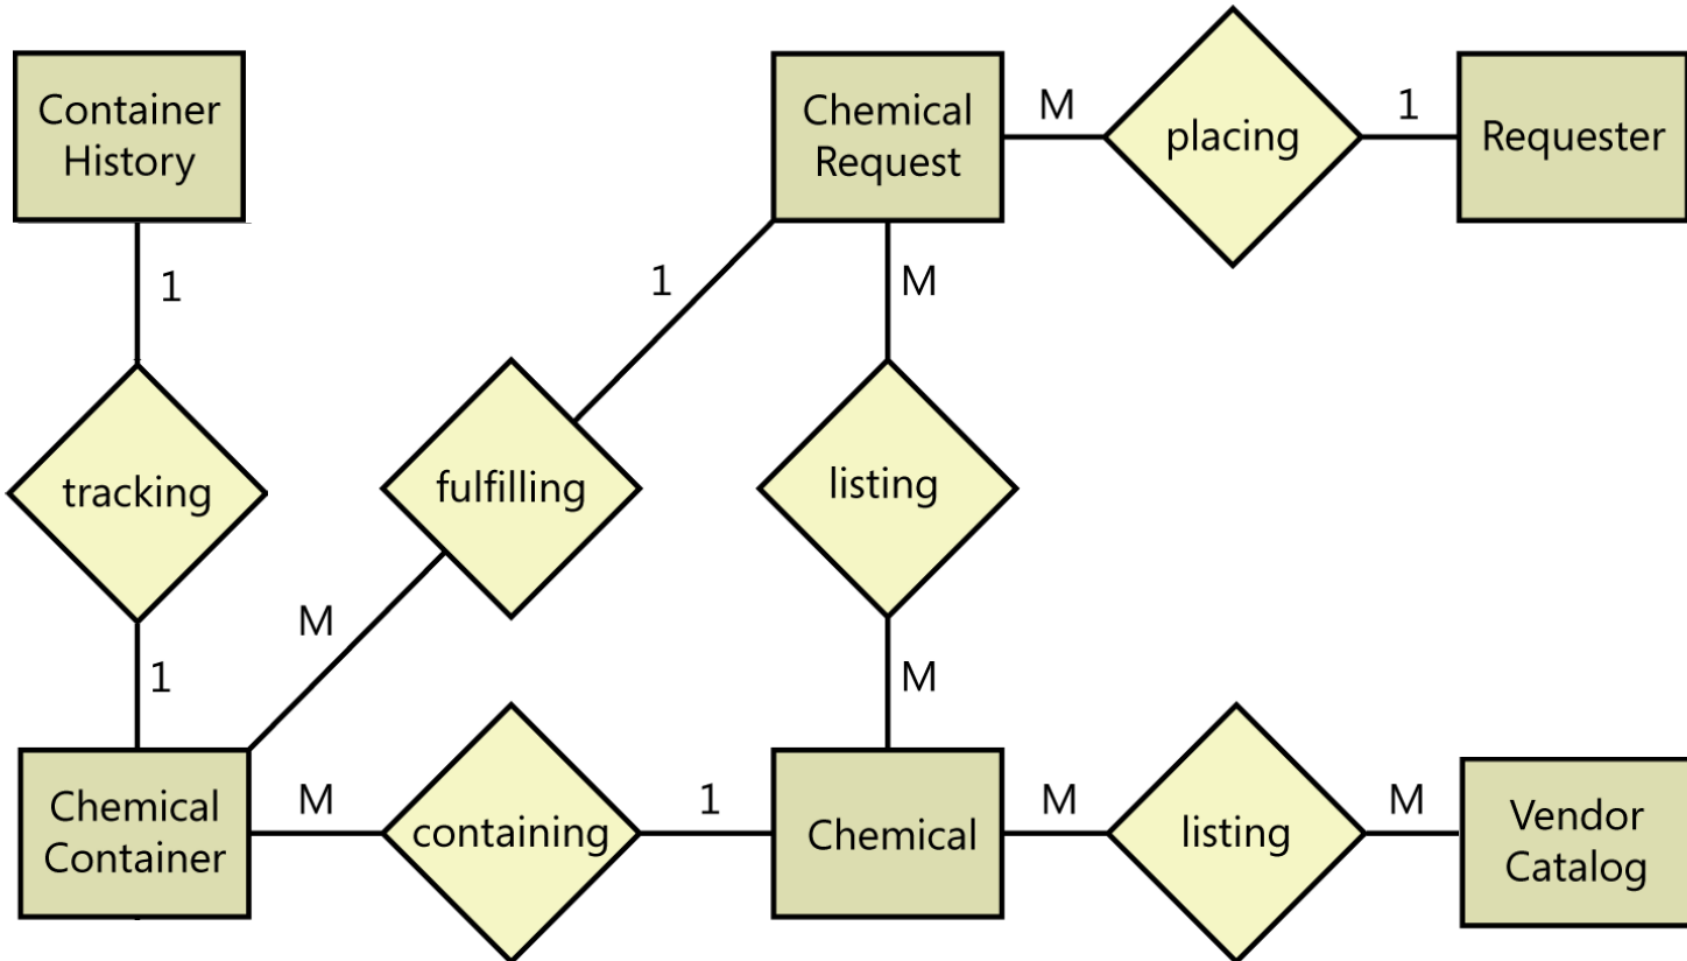 Container
History
Chemical
Request
M
placing
1
Requester
1
1
M
tracking
fulfilling
listing
M
1
M
Chemical
Container
M
containing
1
Chemical
M
listing
M
Vendor
Catalog